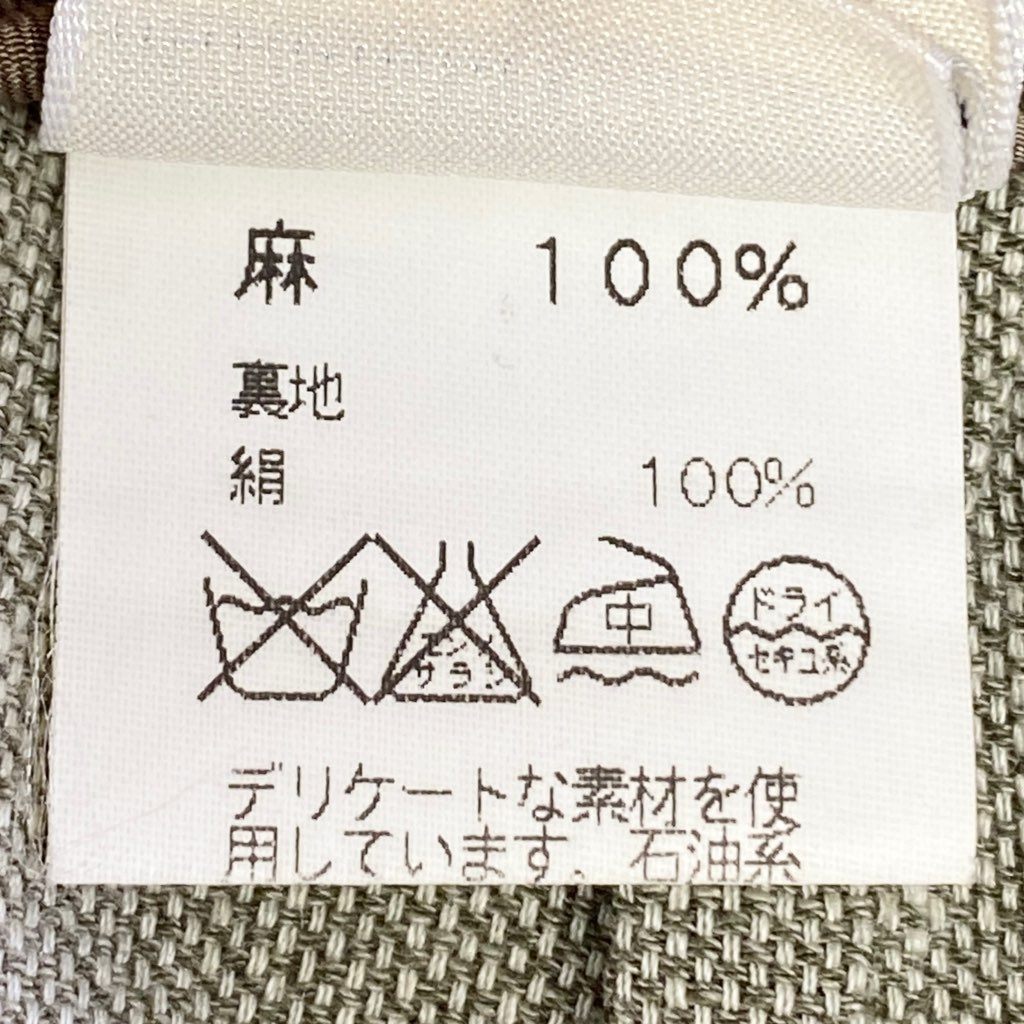 麻 100%
裏地
絹 100%
エンソ
サラシ
中
ドライ
セキユ系
デリケートな素材を使
用しています。石油系